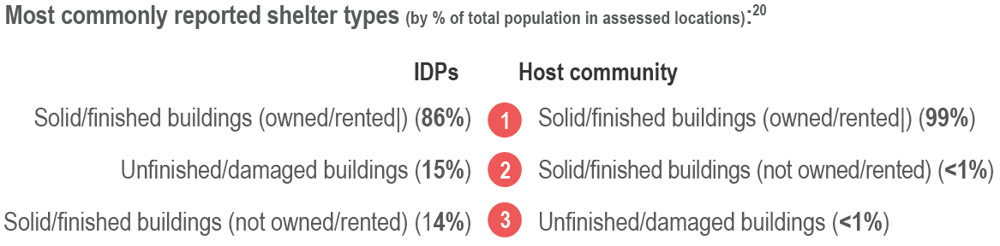 Most commonly reported shelter types (by % of total population in assessed locations):20
IDPs Host community
Solid/finished buildings (owned/rented|) (86%) 1 Solid/finished buildings (owned/rented|) (99%)
Unfinished/damaged buildings (15%) 2 Solid/finished buildings (not owned/rented) (<1%)
Solid/finished buildings (not owned/rented) (14%) 3 Unfinished/damaged buildings (<1%)